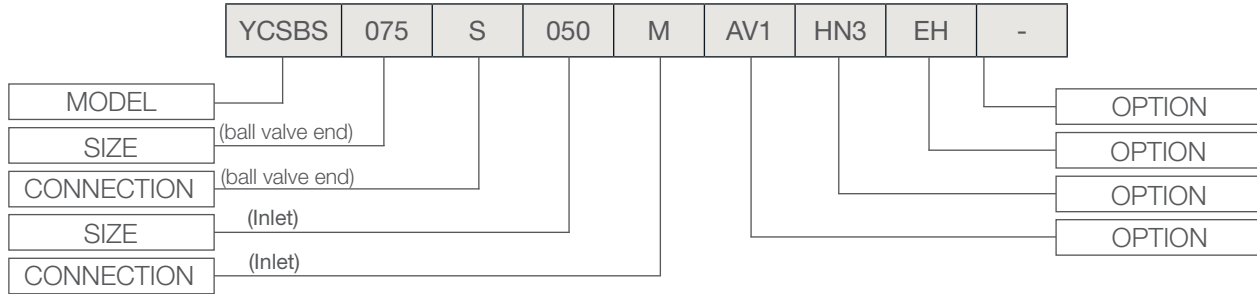 YCSBS 075 S 050 M AV1 HN3 EH -
MODEL
OPTION
(ball valve end)
SIZE
OPTION
(ball valve end)
CONNECTION
OPTION
(Inlet)
SIZE
OPTION
(Inlet)
CONNECTION